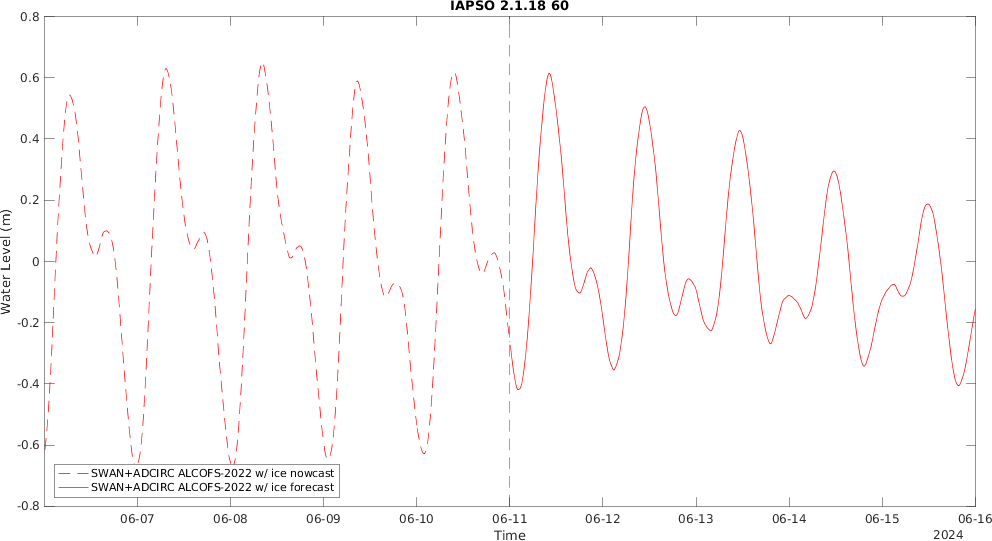 IAPSO 2.1.18 60
0.8
0.6
0.4
0.2
0
-0.2
-0.4
-0.6
-0.8
Water Level (m)
SWAN+ADCIRC ALCOFS-2022 w/ ice nowcast
SWAN+ADCIRC ALCOFS-2022 w/ ice forecast
06-07 06-08 06-09 06-10 06-11 06-12 06-13 06-14 06-15 06-16
Time
2024